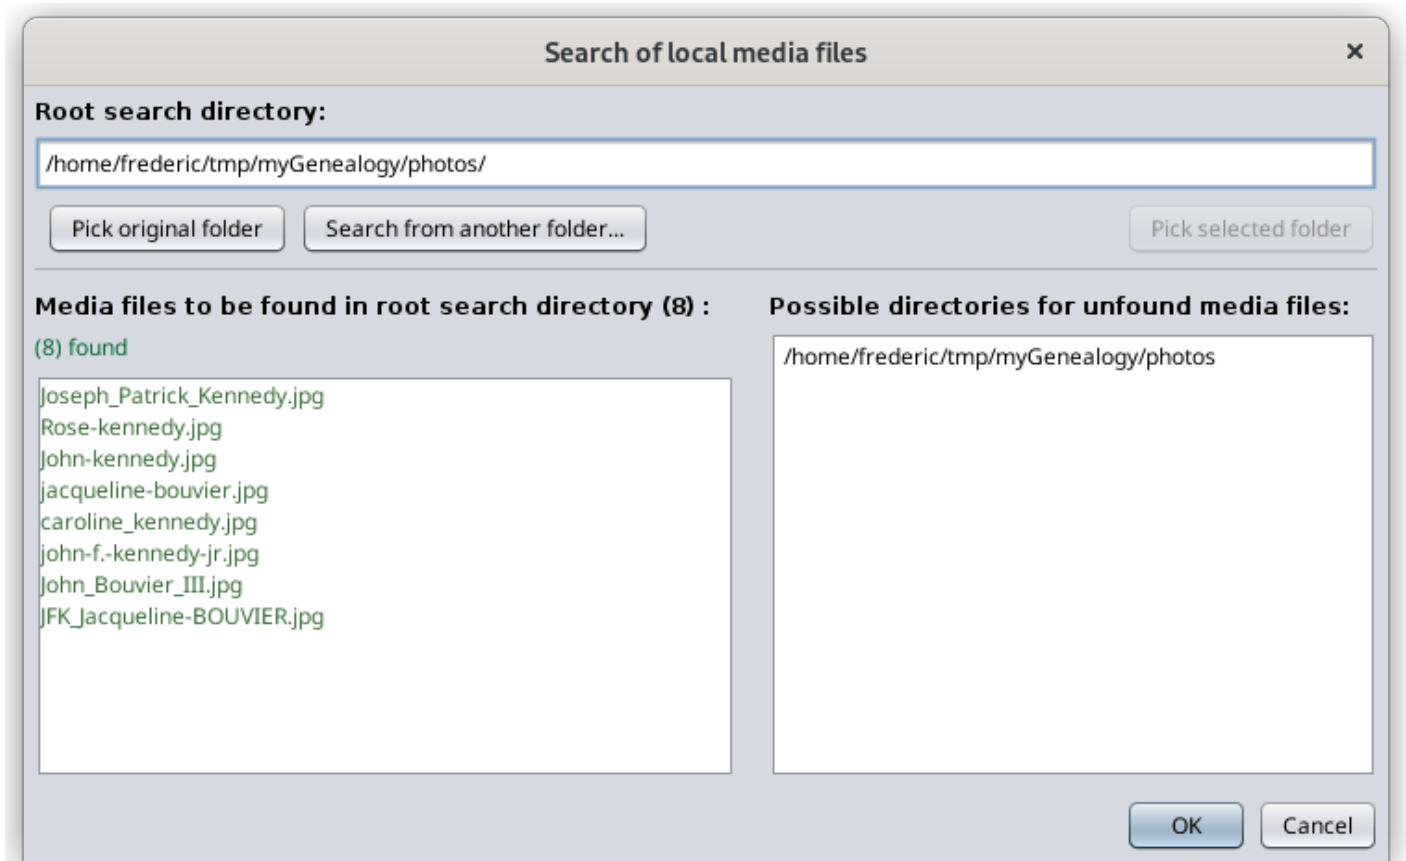 Search of local media files
×
Root search directory:
/home/frederic/tmp/myGenealogy/photos/
Pick original folder
Search from another folder...
Pick selected folder
Media files to be found in root search directory (8) :
(8) found
Joseph_Patrick_Kennedy.jpg
Rose-kennedy.jpg
John-kennedy.jpg
jacqueline-bouvier.jpg
caroline_kennedy.jpg
john-f.-kennedy-jr.jpg
John_Bouvier_III.jpg
JFK_Jacqueline-BOUVIER.jpg
Possible directories for unfound media files:
/home/frederic/tmp/myGenealogy/photos
OK
Cancel